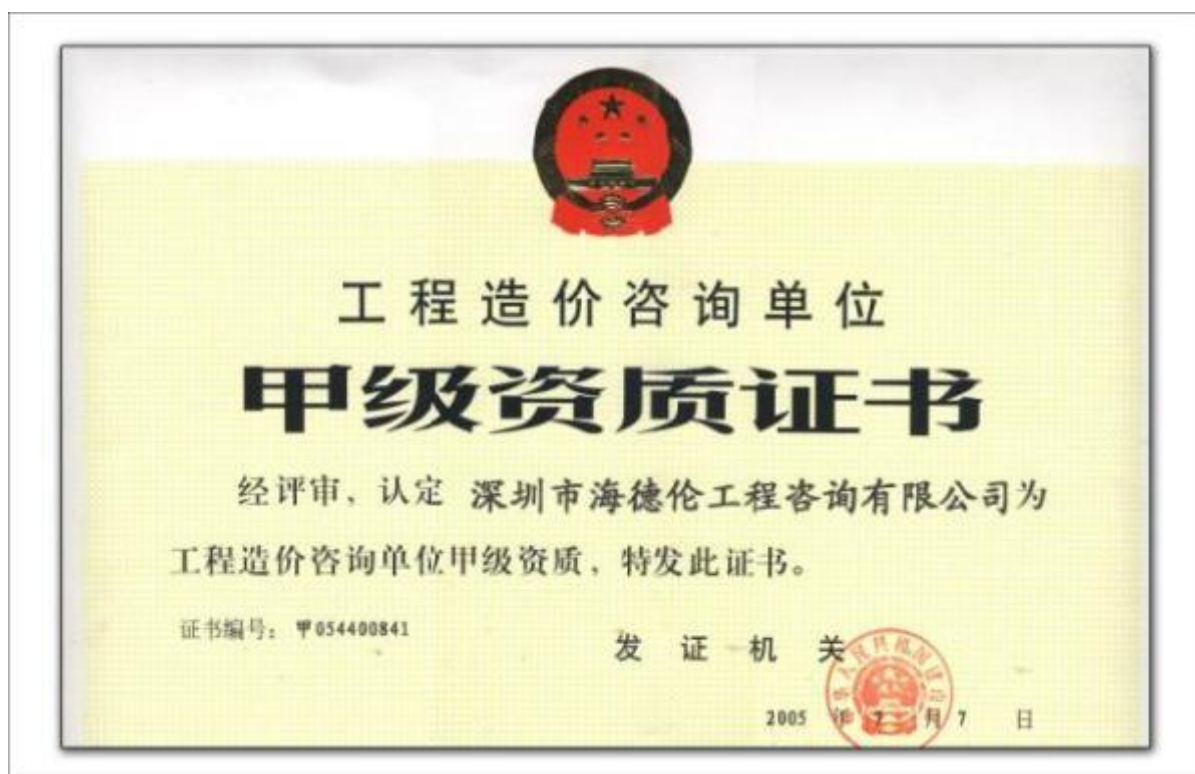 工程造价咨询单位
甲级资质证书
经评审、认定 深圳市海德伦工程咨询有限公司为
工程造价咨询单位甲级资质，特发此证书。
证书编号：甲054400841
发证机关
2005 年 7 月 7 日